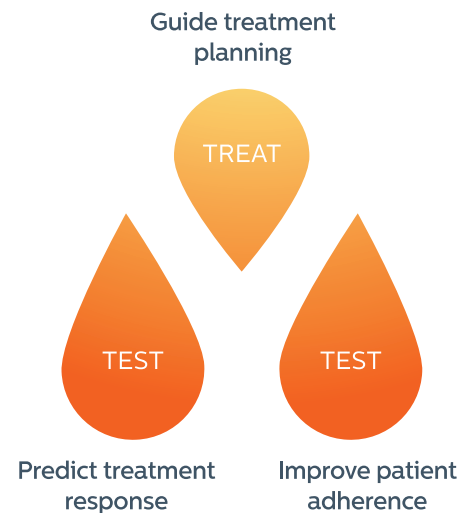 Guide treatment
planning
TREAT
TEST
TEST
Predict treatment
response
Improve patient
adherence